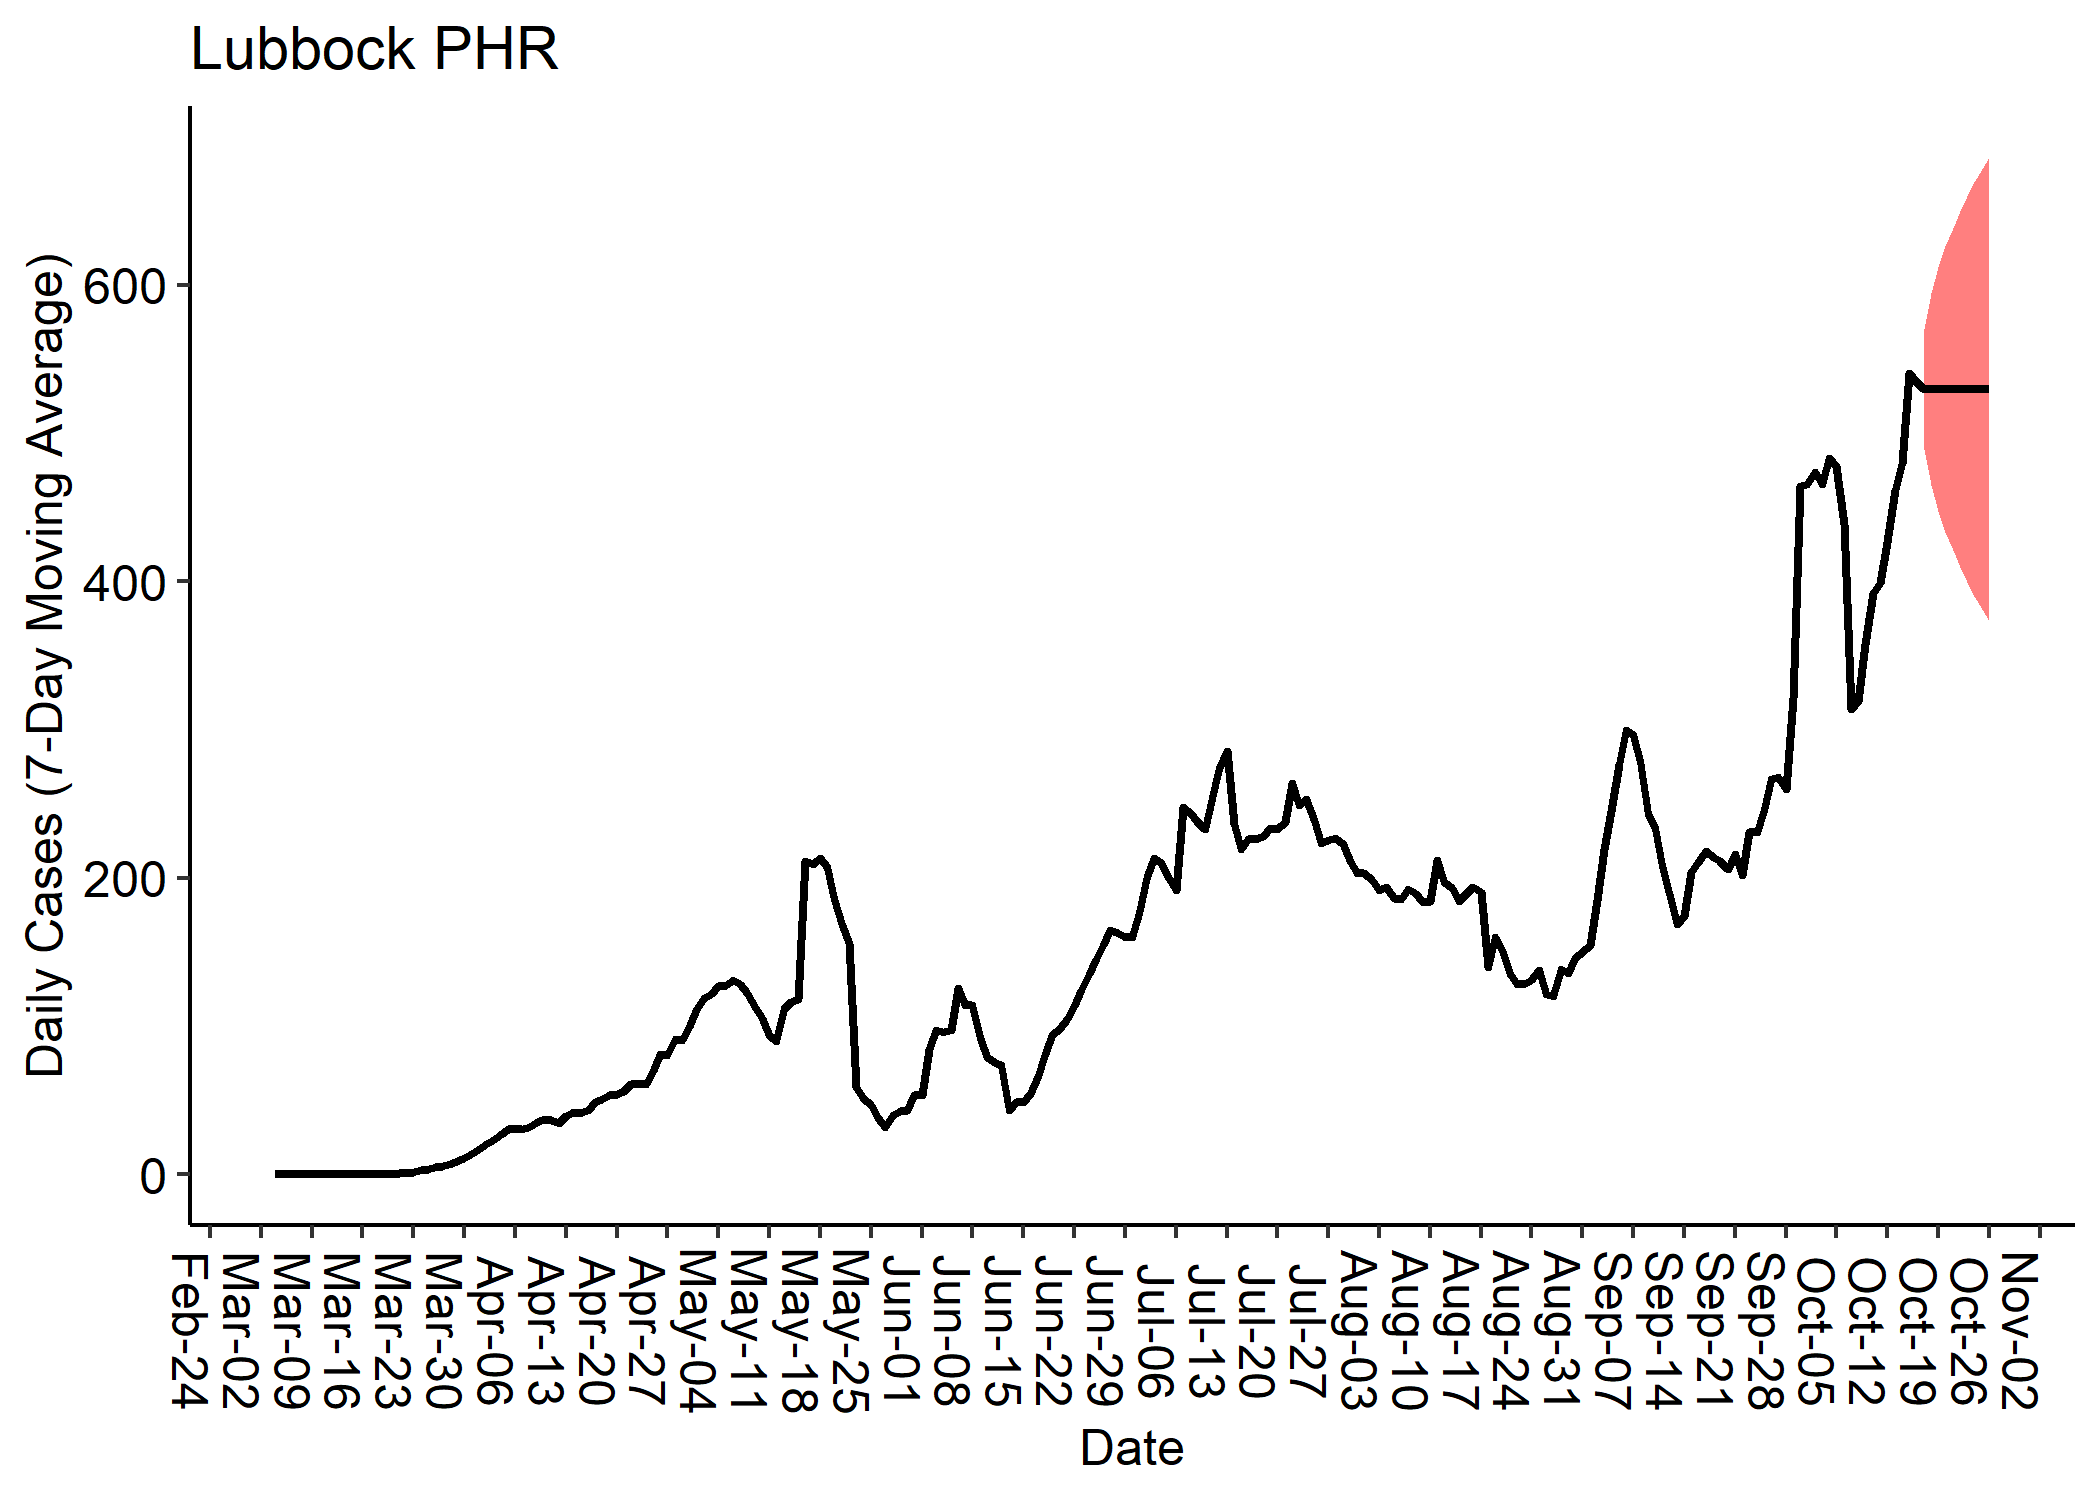 Lubbock PHR
Daily Cases (7-Day Moving Average)
600
400
200
0
Feb-24
Mar-02
Mar-09
Mar-16
Mar-23
Mar-30
Apr-06
Apr-13
Apr-20
Apr-27
May-04
May-11
May-18
May-25
Jun-01
Jun-08
Jun-15
Jun-22
Jun-29
Jul-06
Jul-13
Jul-20
Jul-27
Aug-03
Aug-10
Aug-17
Aug-24
Aug-31
Sep-07
Sep-14
Sep-21
Sep-28
Oct-05
Oct-12
Oct-19
Oct-26
Nov-02
Date